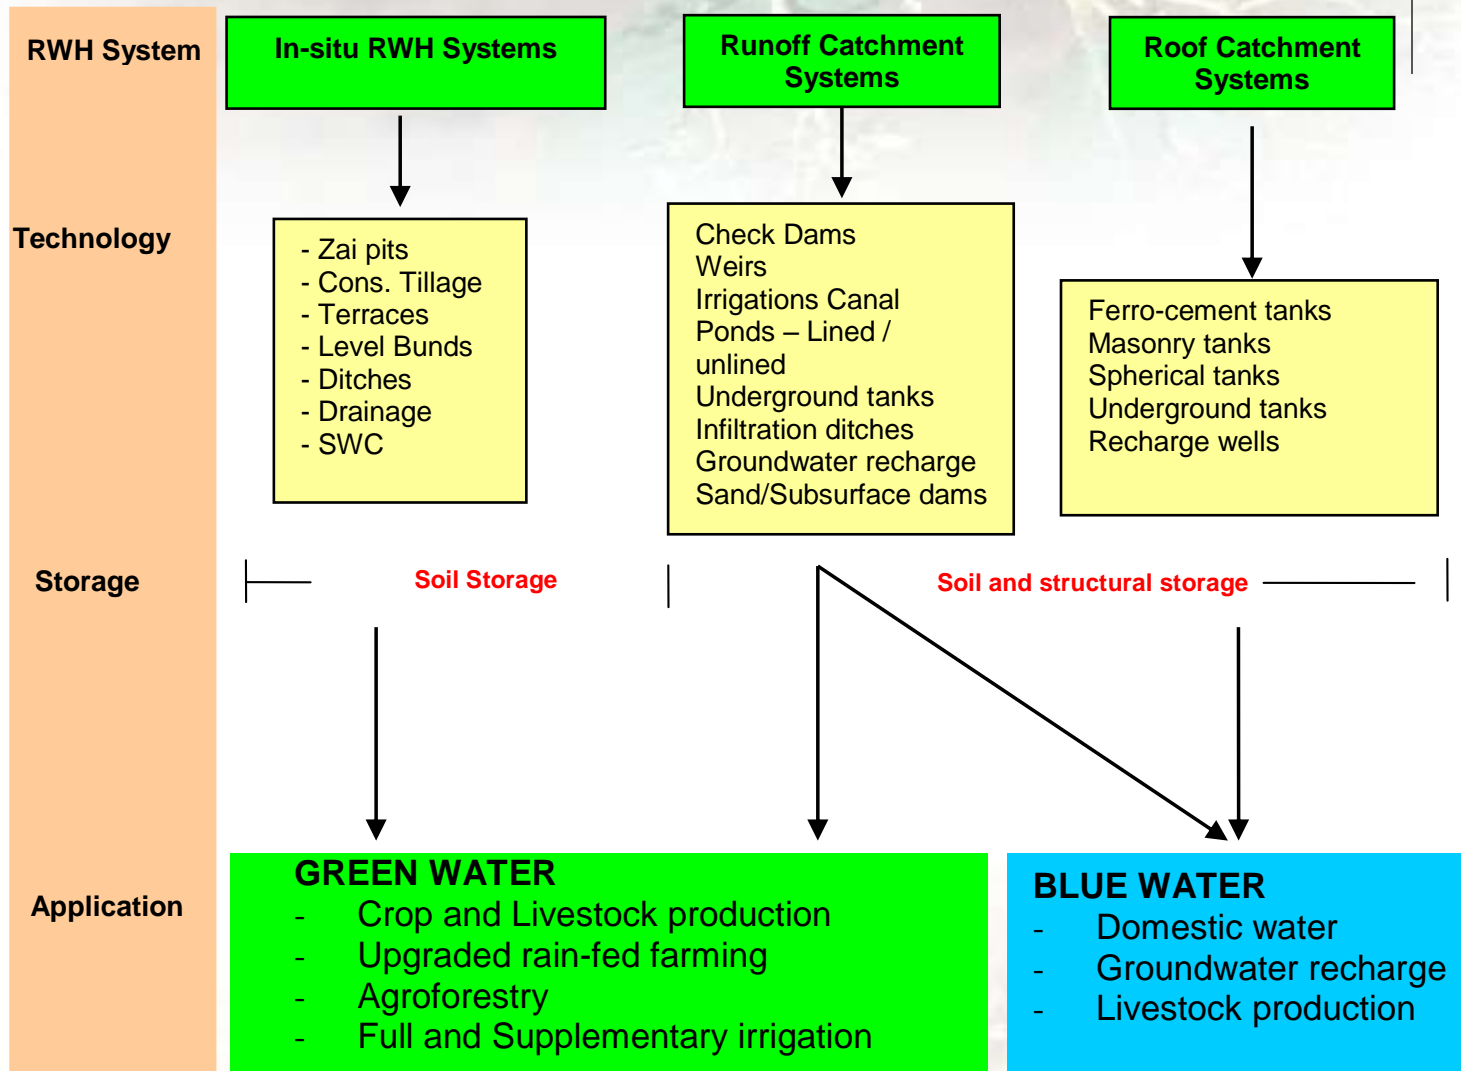 RWH System
In-situ RWH Systems
Runoff Catchment
Systems
Roof Catchment
Systems
Technology
- Zai pits
- Cons. Tillage
- Terraces
- Level Bunds
- Ditches
- Drainage
- SWC
Check Dams
Weirs
Irrigations Canal
Ponds – Lined /
unlined
Underground tanks
Infiltration ditches
Groundwater recharge
Sand/Subsurface dams
Ferro-cement tanks
Masonry tanks
Spherical tanks
Underground tanks
Recharge wells
Storage
Soil Storage
Soil and structural storage
Application
GREEN WATER
- Crop and Livestock production
- Upgraded rain-fed farming
- Agroforestry
- Full and Supplementary irrigation
BLUE WATER
- Domestic water
- Groundwater recharge
- Livestock production